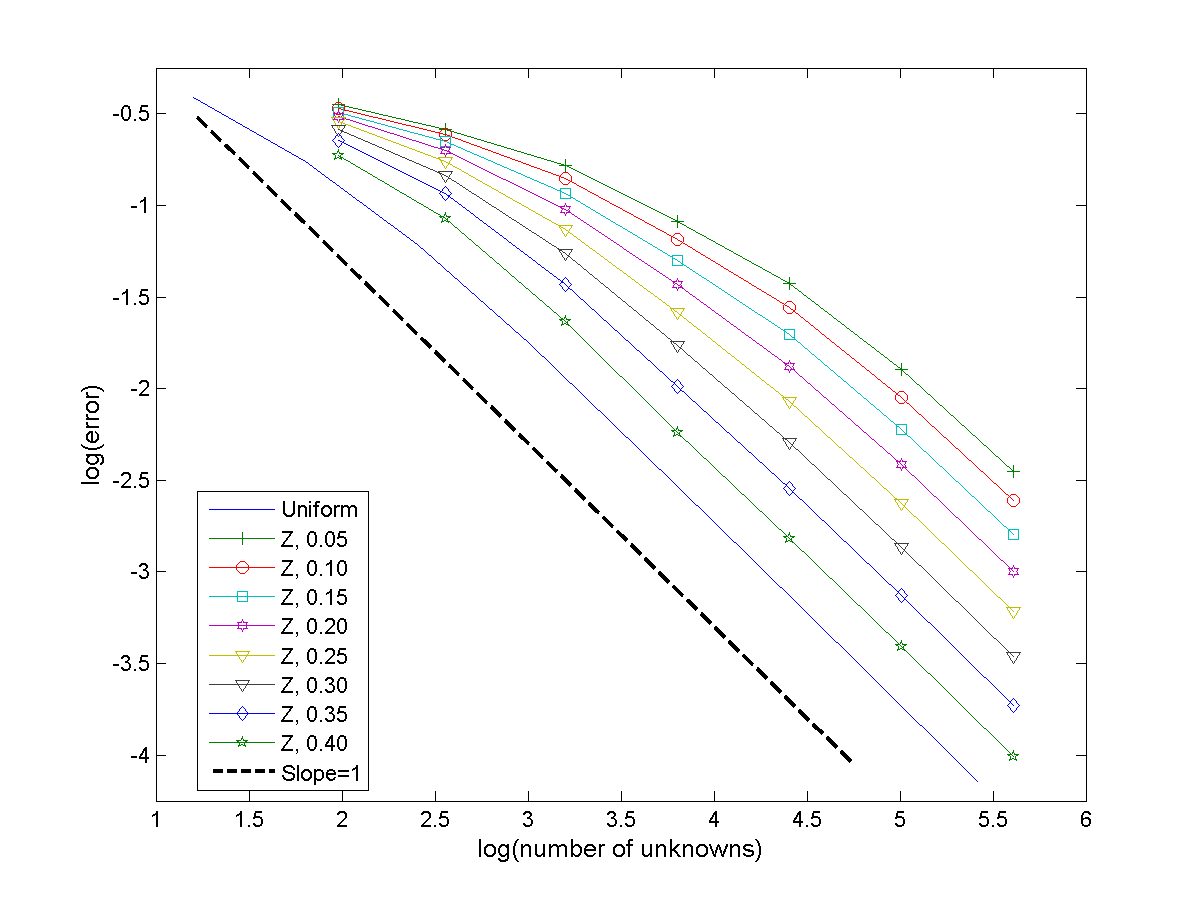 -0.5
-1
-1.5
-2
-2.5
-3
-3.5
-4
log(error)
Uniform
Z, 0.05
Z, 0.10
Z, 0.15
Z, 0.20
Z, 0.25
Z, 0.30
Z, 0.35
Z, 0.40
Slope=1
1 1.5 2 2.5 3 3.5 4 4.5 5 5.5 6
log(number of unknowns)